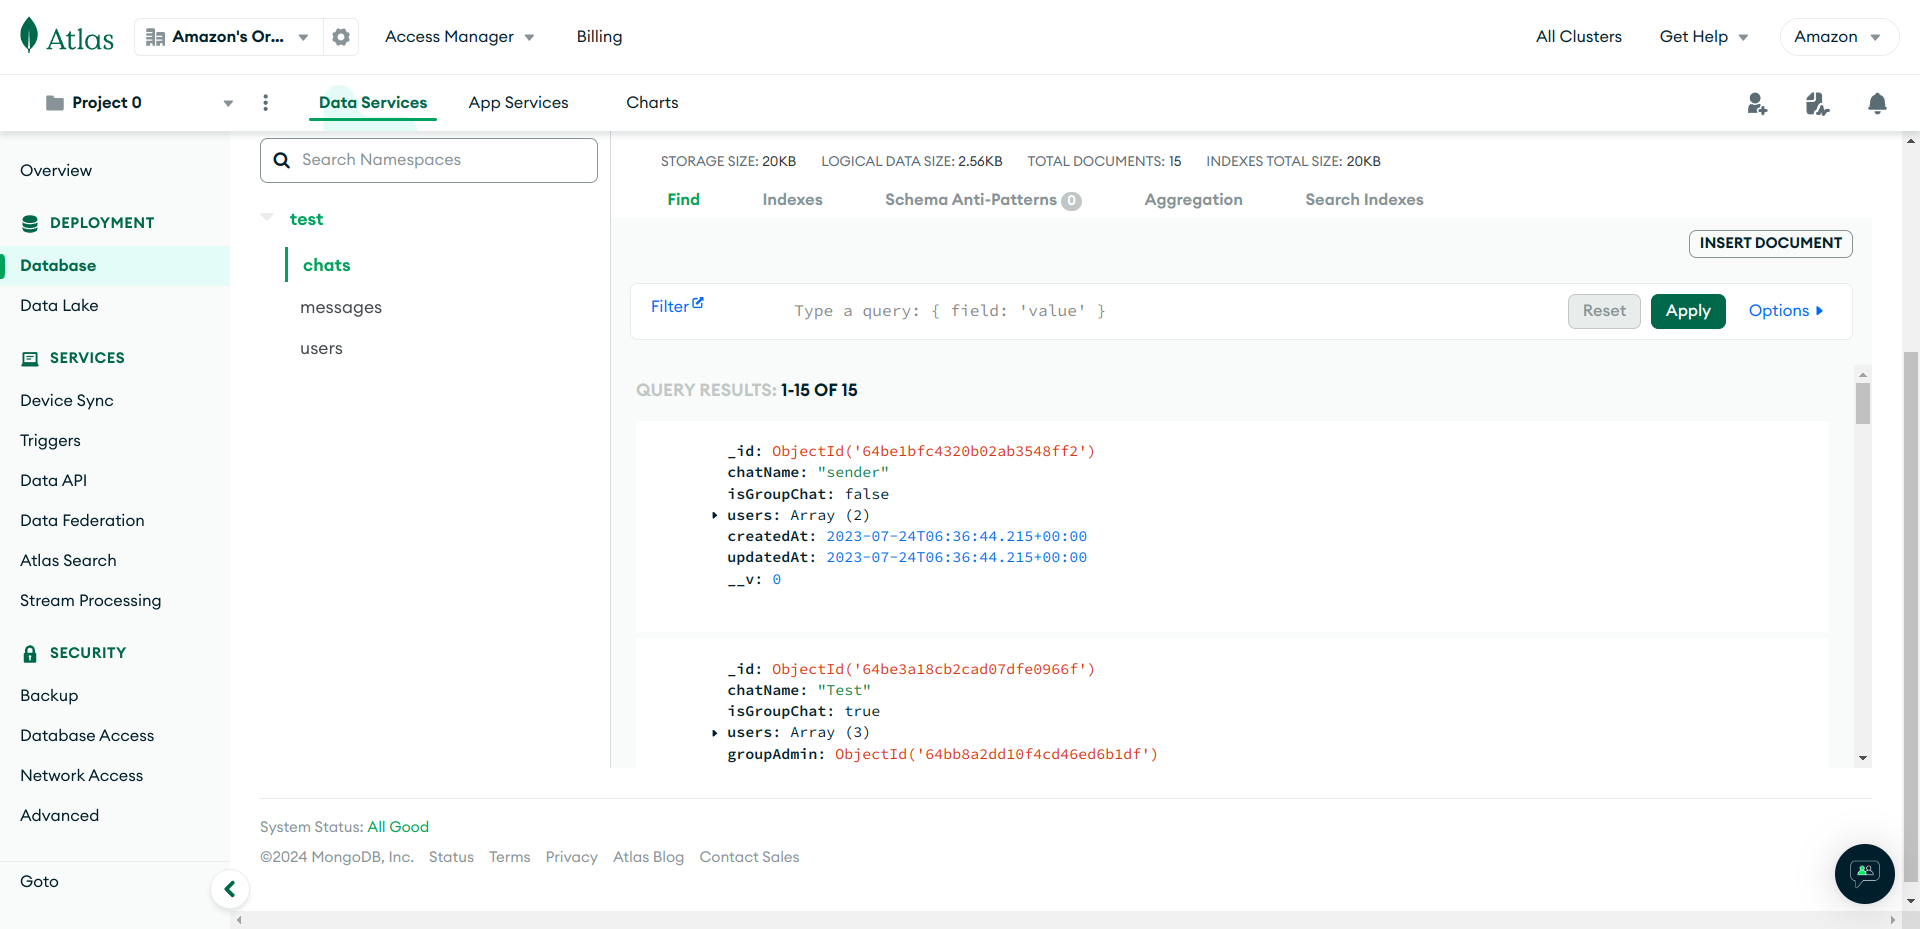 Atlas
Amazon's Or...
Access Manager
Billing
All Clusters
Get Help
Amazon
Project 0
Data Services
App Services
Charts
Overview
DEPLOYMENT
Database
Data Lake
SERVICES
Device Sync
Triggers
Data API
Data Federation
Atlas Search
Stream Processing
SECURITY
Backup
Database Access
Network Access
Advanced
Goto
Search Namespaces
test
chats
messages
users
STORAGE SIZE: 20KB LOGICAL DATA SIZE: 2.56KB TOTAL DOCUMENTS: 15 INDEXES TOTAL SIZE: 20KB
Find Indexes Schema Anti-Patterns 0 Aggregation Search Indexes
INSERT DOCUMENT
Filter Type a query: { field: 'value' } Reset Apply Options
QUERY RESULTS: 1-15 OF 15
_id: ObjectId('64be1bfc4320b02ab3548ff2')
chatName: "sender"
isGroupChat: false
users: Array (2)
createdAt: 2023-07-24T06:36:44.215+00:00
updatedAt: 2023-07-24T06:36:44.215+00:00
__v: 0
_id: ObjectId('64be3a18cb2cad07dfe0966f')
chatName: "Test"
isGroupChat: true
users: Array (3)
groupAdmin: ObjectId('64bb8a2dd10f4cd46ed6b1df')
System Status: All Good
©2024 MongoDB, Inc. Status Terms Privacy Atlas Blog Contact Sales